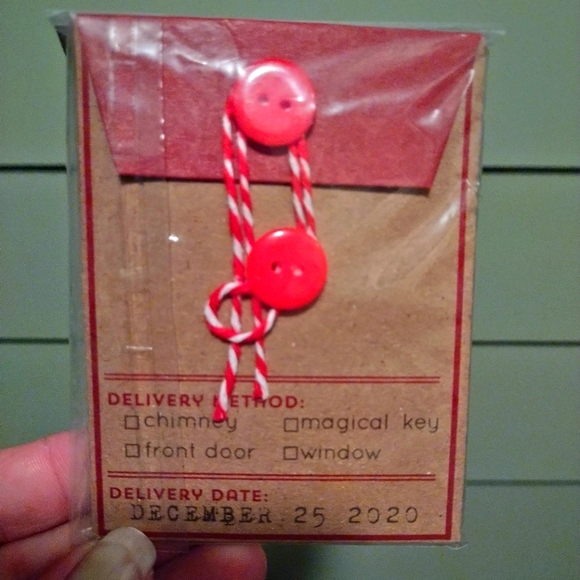 DELIVERY METHOD:
☐ chimney ☐ magical key
☐ front door ☐ window
DELIVERY DATE:
DECEMBER 25 2020